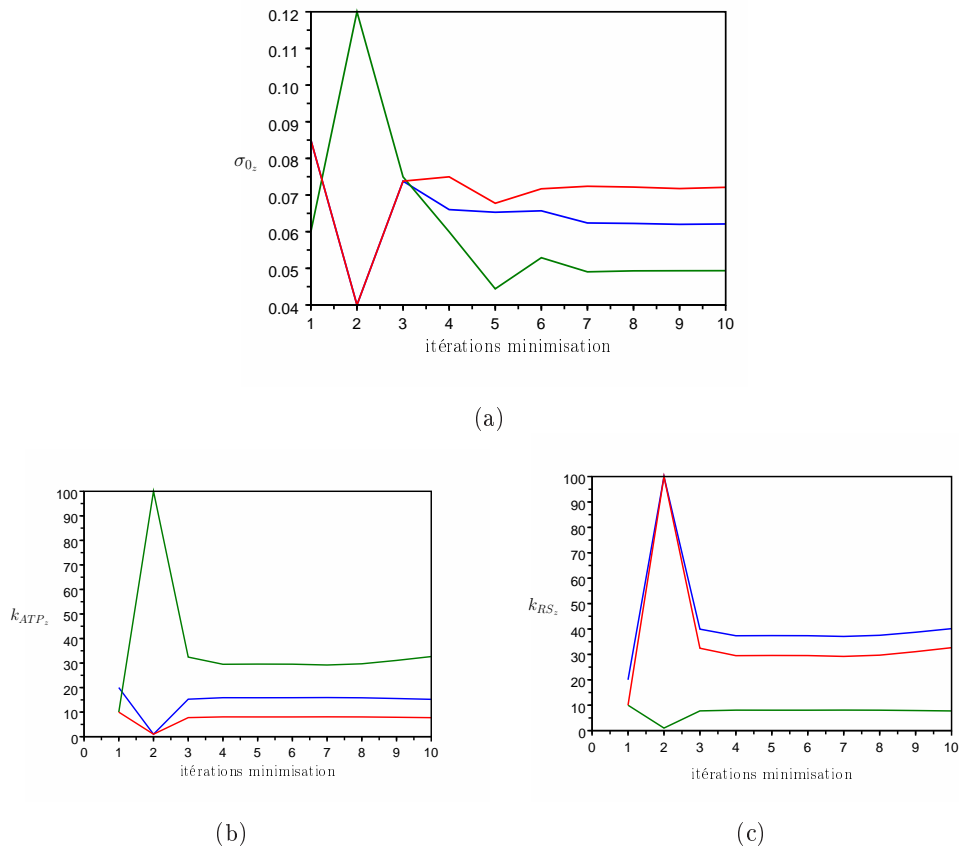 0.12
0.11
0.10
0.09
0.08
0.07
0.06
0.05
0.04
σ0z
1 2 3 4 5 6 7 8 9 10
itérations minimisation
(a)
100
90
80
70
60
50
40
30
20
10
0
kATPz
0 1 2 3 4 5 6 7 8 9 10
itérations minimisation
(b)
100
90
80
70
60
50
40
30
20
10
0
kRSz
0 1 2 3 4 5 6 7 8 9 10
itérations minimisation
(c)